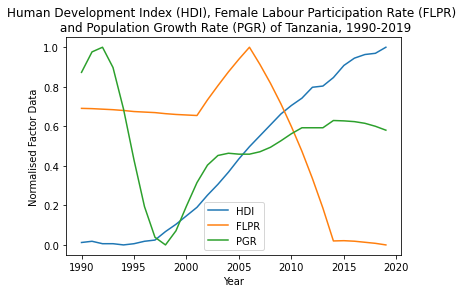 Human Development Index (HDI), Female Labour Participation Rate (FLPR)
and Population Growth Rate (PGR) of Tanzania, 1990-2019
1.0
0.8
0.6
0.4
0.2
0.0
Normalised Factor Data
HDI
FLPR
PGR
1990 1995 2000 2005 2010 2015 2020
Year